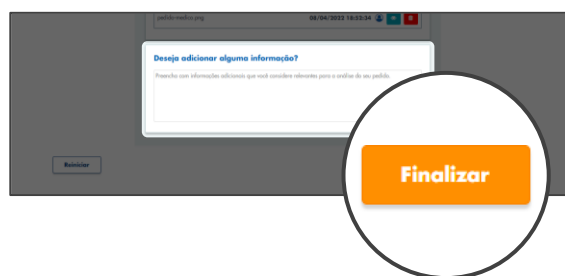 pedido-medico.png 08/04/2022 18:53:34
Deseja adicionar alguma informação?
Preencha com informações adicionais que você considere relevantes para a análise do seu pedido.
Reiniciar
Finalizar